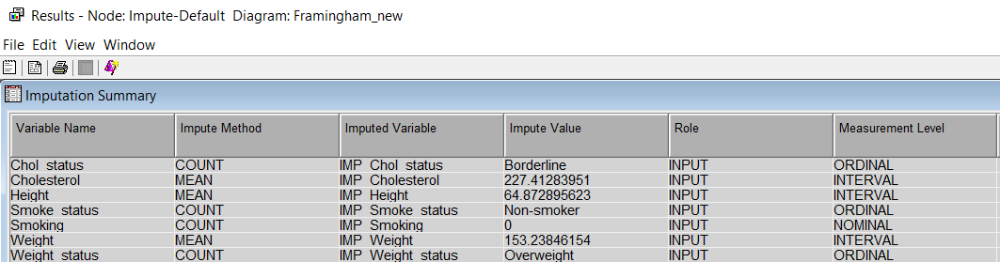 Results - Node: Impute-Default Diagram: Framingham_new
File Edit View Window
Imputation Summary
Variable Name Impute Method Imputed Variable Impute Value Role Measurement Level
Chol_status COUNT IMP_Chol_status Borderline INPUT ORDINAL
Cholesterol MEAN IMP_Cholesterol 227.41283951 INPUT INTERVAL
Height MEAN IMP_Height 64.872895623 INPUT INTERVAL
Smoke_status COUNT IMP_Smoke_status Non-smoker INPUT ORDINAL
Smoking COUNT IMP_Smoking 0 INPUT NOMINAL
Weight MEAN IMP_Weight 153.23846154 INPUT INTERVAL
Weight_status COUNT IMP_Weight_status Overweight INPUT ORDINAL